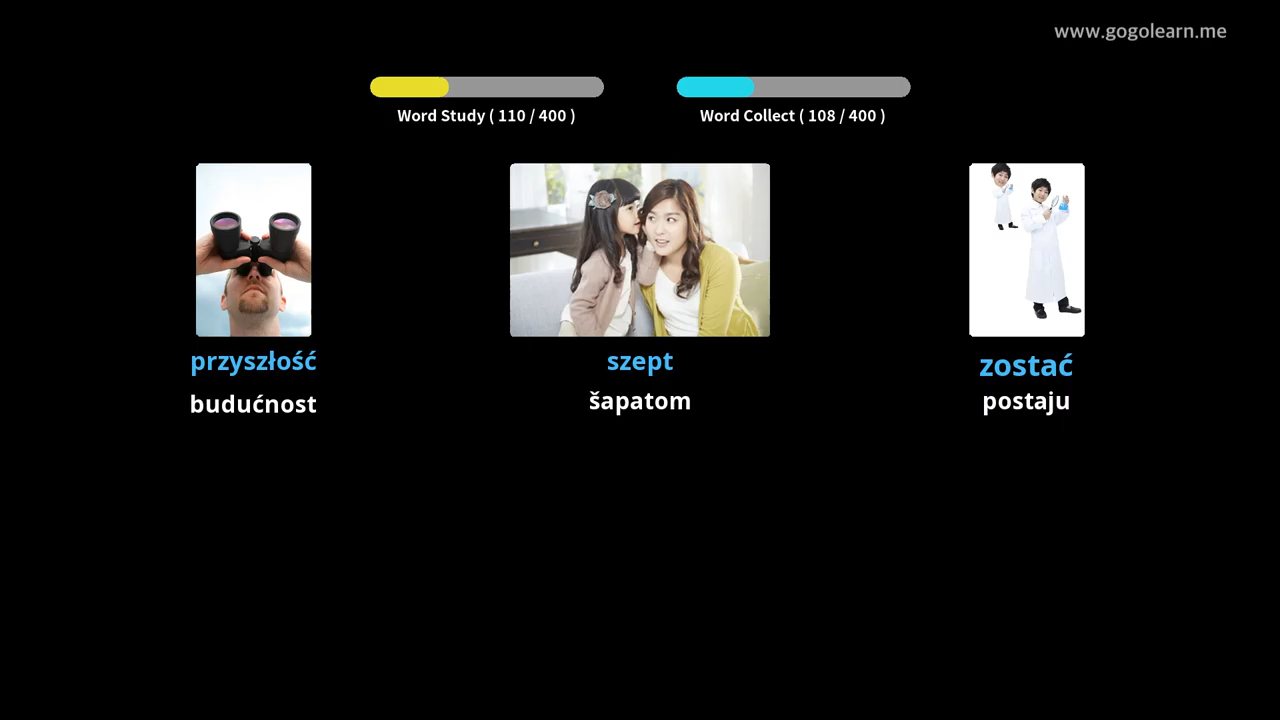 www.gogolearn.me
Word Study ( 110 / 400 )
Word Collect ( 108 / 400 )
przyszłość
szept
zostać
budućnost
šapatom
postaju